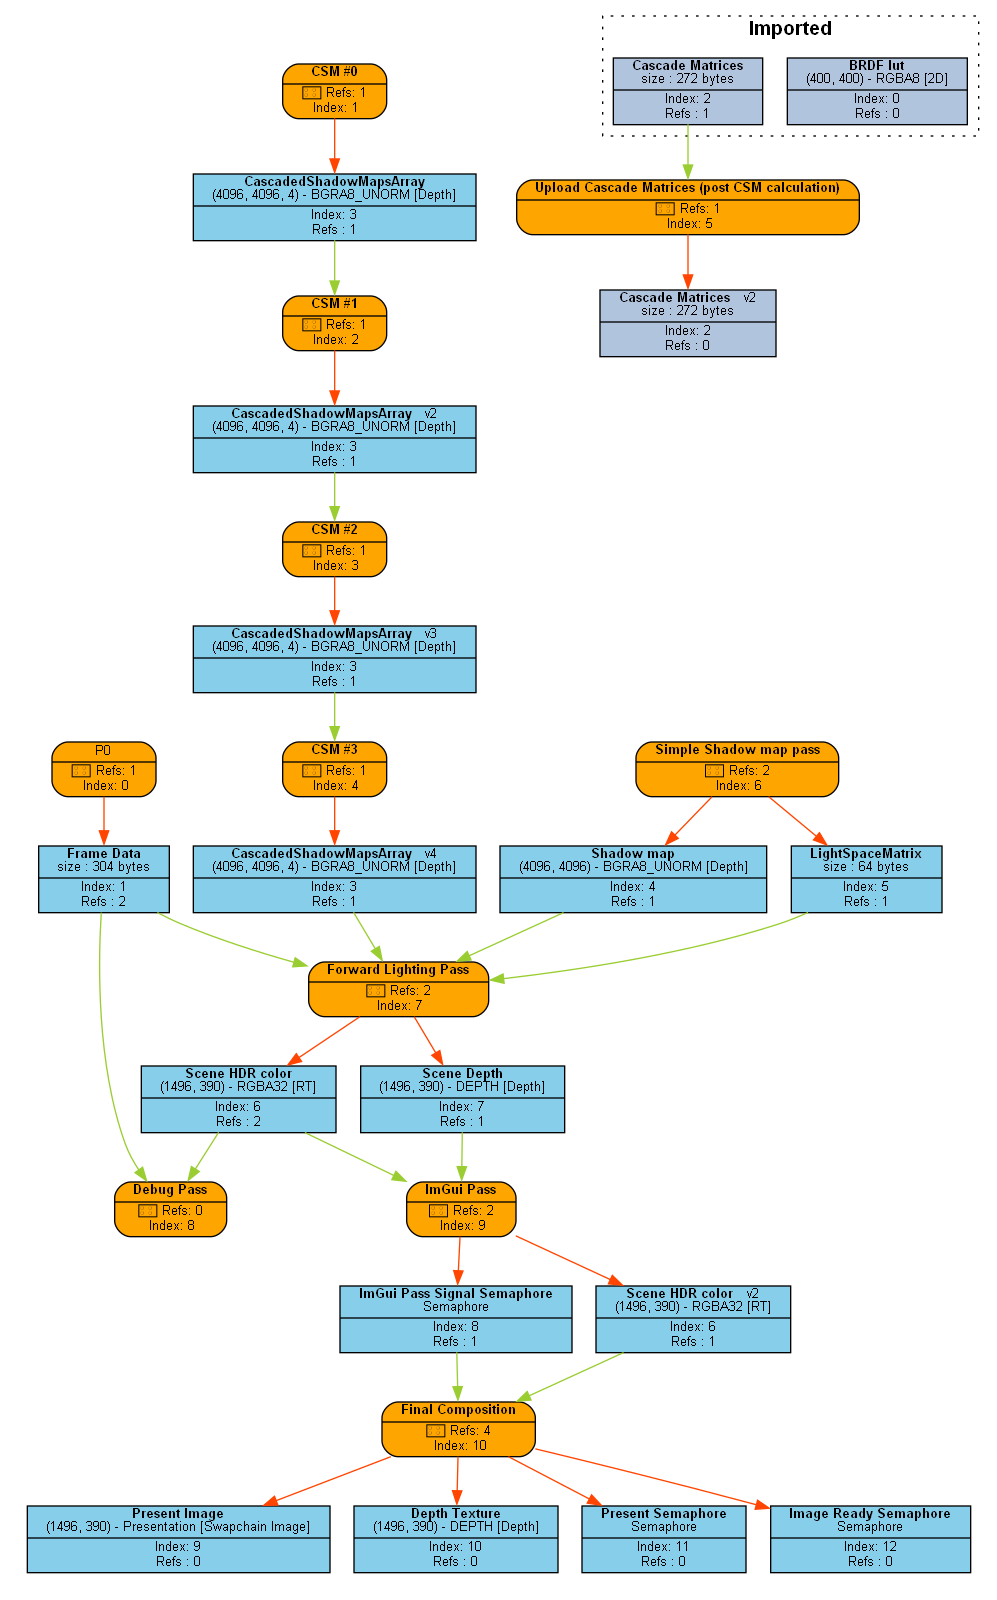 Imported
Cascade Matrices
size : 272 bytes
Index: 2
Refs : 1
BRDF lut
(400, 400) - RGBA8 [2D]
Index: 0
Refs : 0
CSM #0
Refs: 1
Index: 1
CascadedShadowMapsArray
(4096, 4096, 4) - BGRA8_UNORM [Depth]
Index: 3
Refs : 1
Upload Cascade Matrices (post CSM calculation)
Refs: 1
Index: 5
CSM #1
Refs: 1
Index: 2
Cascade Matrices v2
size : 272 bytes
Index: 2
Refs : 0
CascadedShadowMapsArray v2
(4096, 4096, 4) - BGRA8_UNORM [Depth]
Index: 3
Refs : 1
CSM #2
Refs: 1
Index: 3
CascadedShadowMapsArray v3
(4096, 4096, 4) - BGRA8_UNORM [Depth]
Index: 3
Refs : 1
P0
Refs: 1
Index: 0
CSM #3
Refs: 1
Index: 4
Simple Shadow map pass
Refs: 2
Index: 6
Frame Data
size : 304 bytes
Index: 1
Refs : 2
CascadedShadowMapsArray v4
(4096, 4096, 4) - BGRA8_UNORM [Depth]
Index: 3
Refs : 1
Shadow map
(4096, 4096) - BGRA8_UNORM [Depth]
Index: 4
Refs : 1
LightSpaceMatrix
size : 64 bytes
Index: 5
Refs : 1
Forward Lighting Pass
Refs: 2
Index: 7
Scene HDR color
(1496, 390) - RGBA32 [RT]
Index: 6
Refs : 2
Scene Depth
(1496, 390) - DEPTH [Depth]
Index: 7
Refs : 1
Debug Pass
Refs: 0
Index: 8
ImGui Pass
Refs: 2
Index: 9
ImGui Pass Signal Semaphore
Semaphore
Index: 8
Refs : 1
Scene HDR color v2
(1496, 390) - RGBA32 [RT]
Index: 6
Refs : 1
Final Composition
Refs: 4
Index: 10
Present Image
(1496, 390) - Presentation [Swapchain Image]
Index: 9
Refs : 0
Depth Texture
(1496, 390) - DEPTH [Depth]
Index: 10
Refs : 0
Present Semaphore
Semaphore
Index: 11
Refs : 0
Image Ready Semaphore
Semaphore
Index: 12
Refs : 0